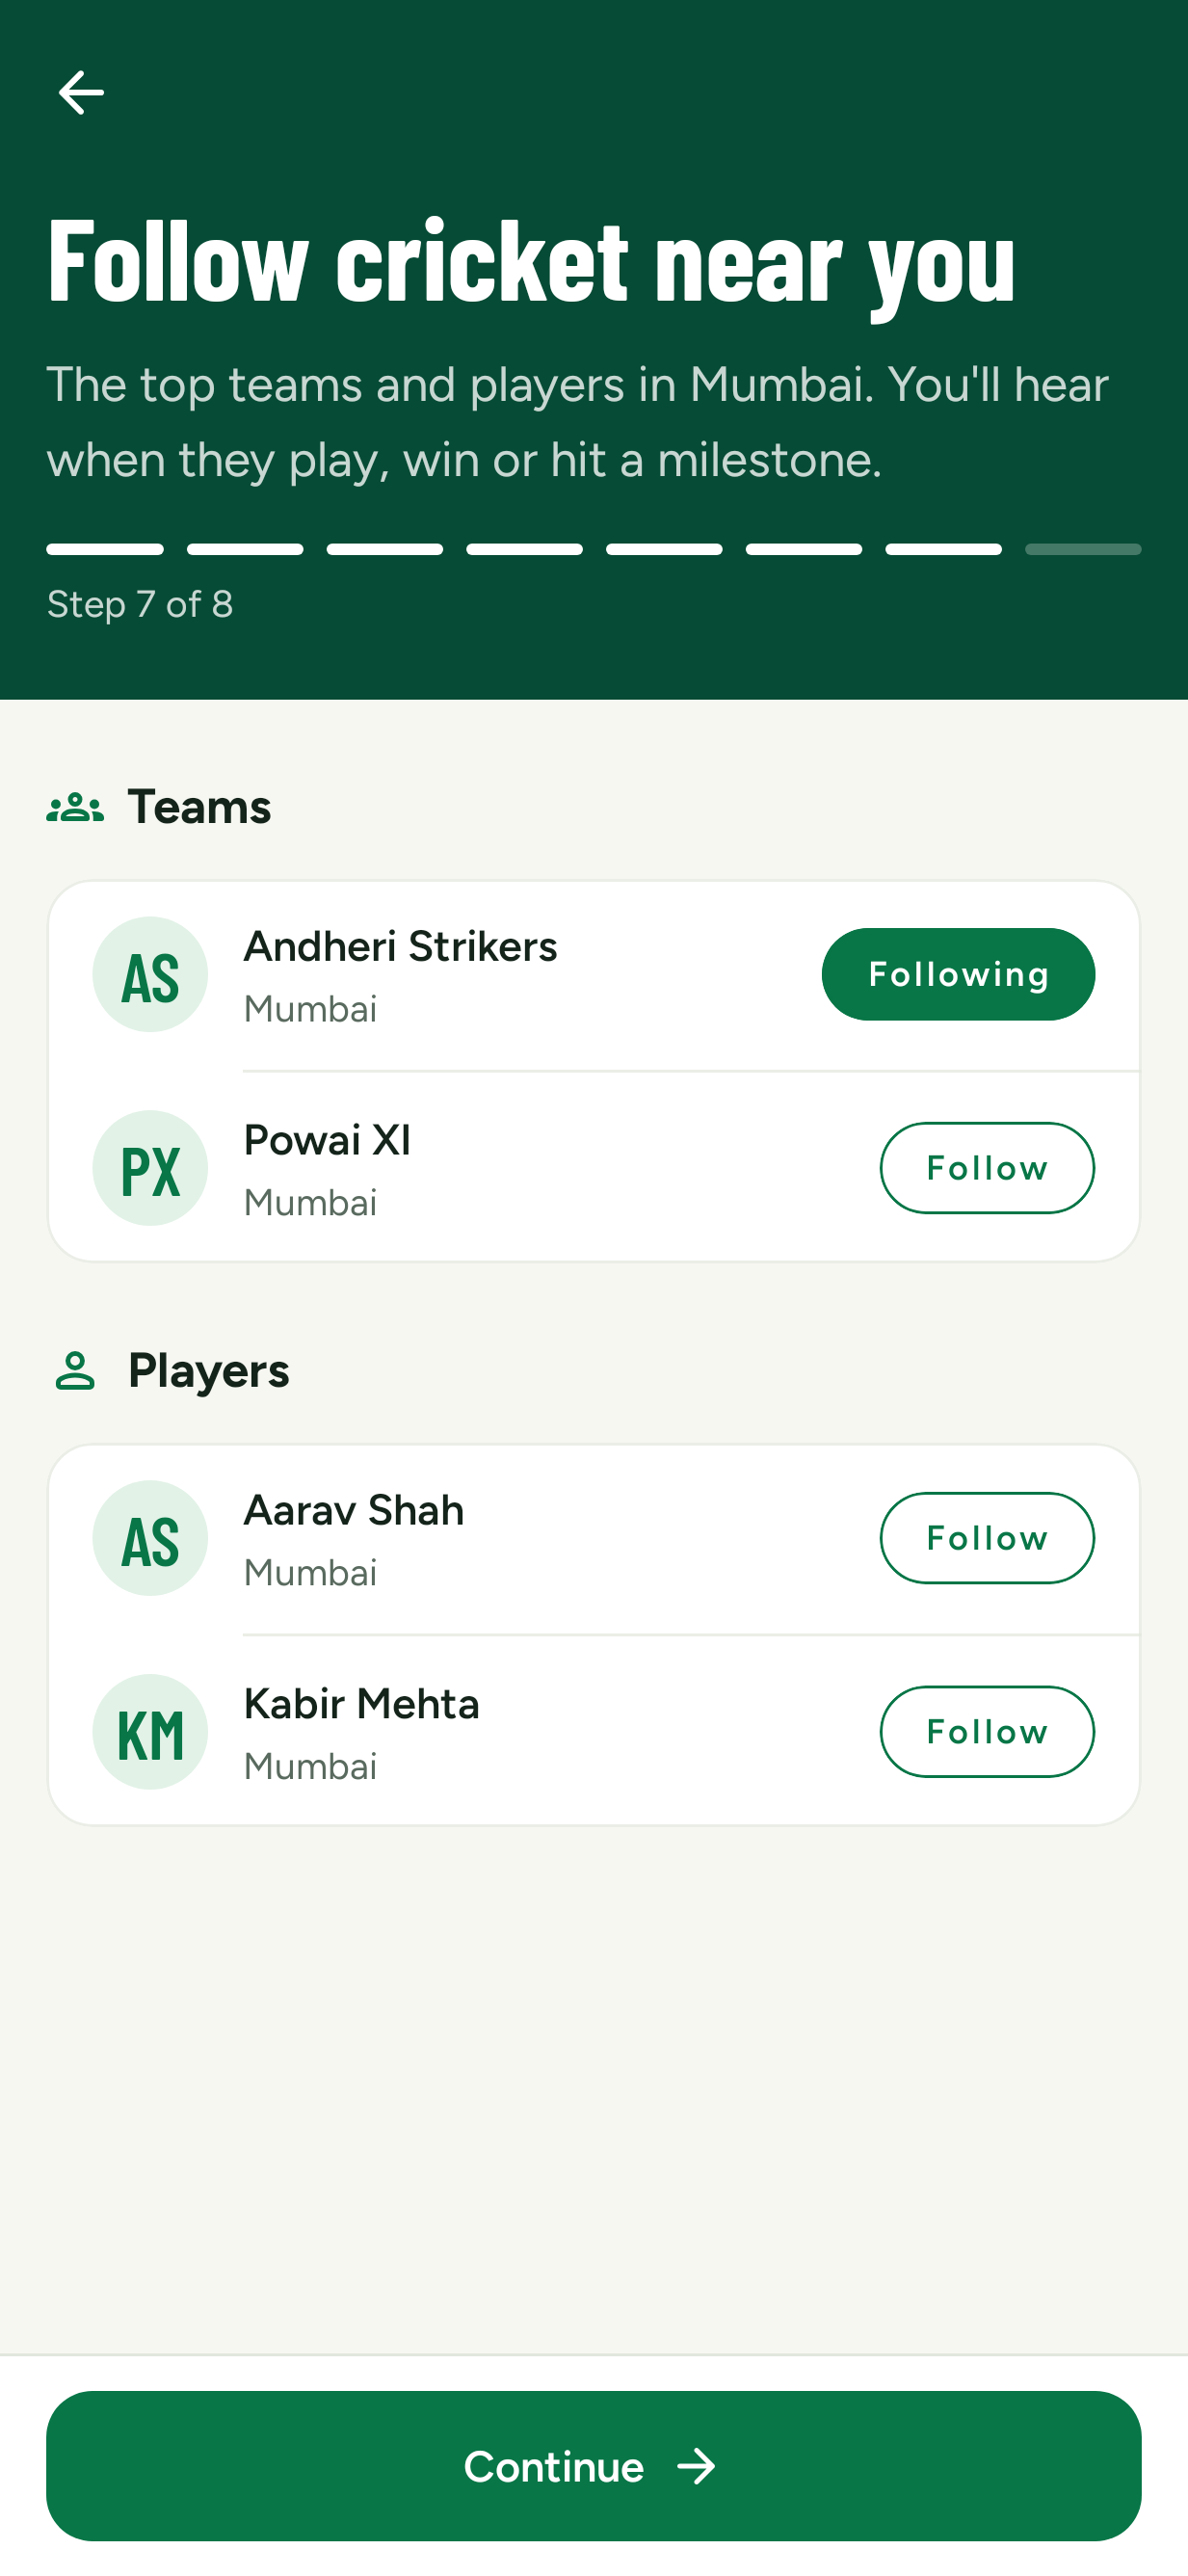 Follow cricket near you
The top teams and players in Mumbai. You'll hear
when they play, win or hit a milestone.
Step 7 of 8
Teams
AS
Andheri Strikers
Mumbai
Following
PX
Powai XI
Mumbai
Follow
Players
AS
Aarav Shah
Mumbai
Follow
KM
Kabir Mehta
Mumbai
Follow
Continue